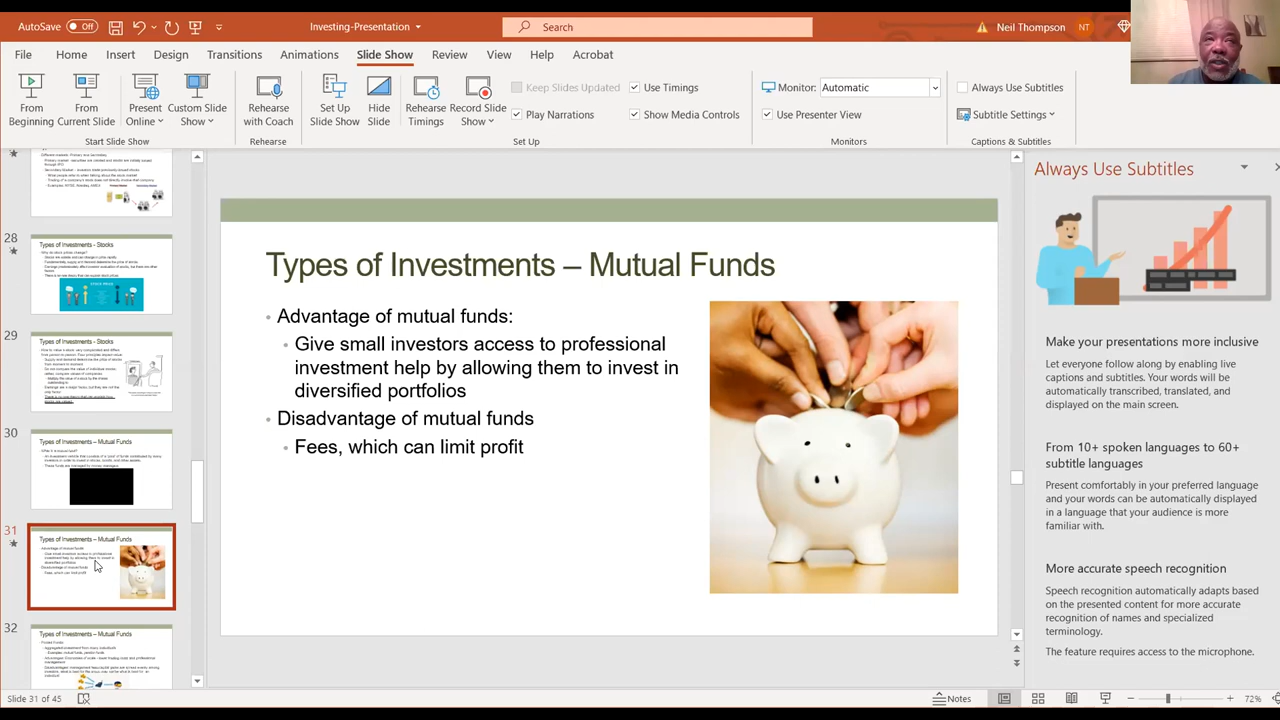 AutoSave Off Investing-Presentation Search Neil Thompson NT
File Home Insert Design Transitions Animations Slide Show Review View Help Acrobat
From Beginning
From Current Slide
Present Online
Custom Slide Show
Rehearse with Coach
Set Up Slide Show
Hide Slide
Rehearse Timings
Record Slide Show
Keep Slides Updated
Play Narrations
Use Timings
Show Media Controls
Monitor: Automatic
Use Presenter View
Always Use Subtitles
Subtitle Settings
Start Slide Show Rehearse Set Up Monitors Captions & Subtitles
28
Types of Investments - Stocks
29
Types of Investments - Stocks
30
Types of Investments – Mutual Funds
31
Types of Investments – Mutual Funds
32
Types of Investments – Mutual Funds
Types of Investments – Mutual Funds
• Advantage of mutual funds:
• Give small investors access to professional
investment help by allowing them to invest in
diversified portfolios
• Disadvantage of mutual funds
• Fees, which can limit profit
Always Use Subtitles
Make your presentations more inclusive
Let everyone follow along by enabling live
captions and subtitles. Your words will be
automatically transcribed, translated, and
displayed on the main screen.
From 10+ spoken languages to 60+
subtitle languages
Present comfortably in your preferred language
and your words can be automatically displayed
in a language that your audience is more
familiar with.
More accurate speech recognition
Speech recognition automatically adapts based
on the presented content for more accurate
recognition of names and specialized
terminology.
The feature requires access to the microphone.
Slide 31 of 45 Notes 72%